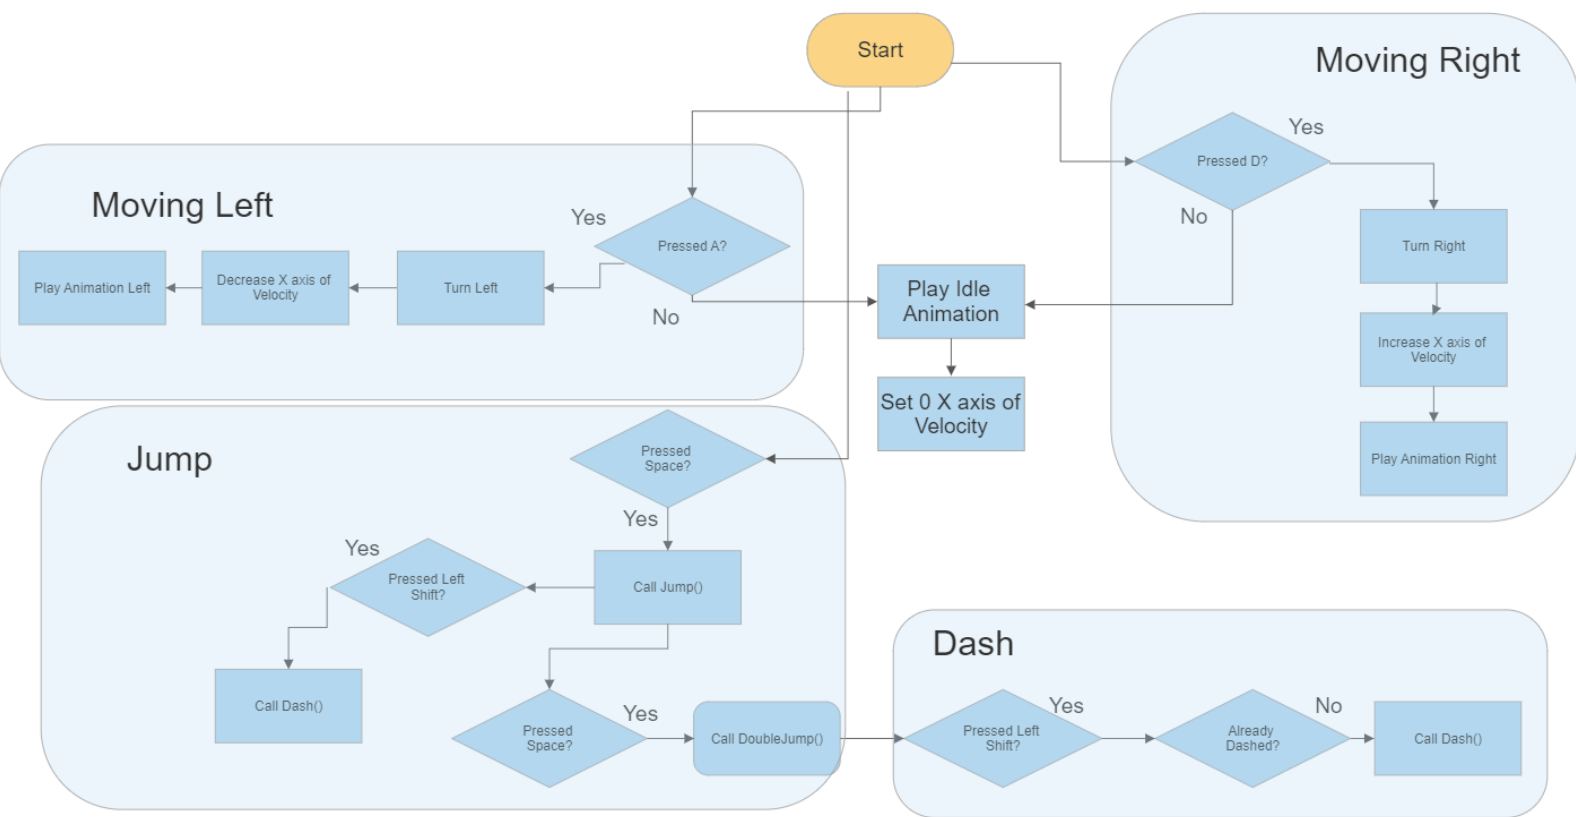 Start
Moving Right
Yes
Pressed D?
No
Turn Right
Increase X axis of
Velocity
Play Animation Right
Moving Left
Yes
Pressed A?
No
Turn Left
Decrease X axis of
Velocity
Play Animation Left
Play Idle
Animation
Set 0 X axis of
Velocity
Jump
Pressed
Space?
Yes
Call Jump()
Yes
Pressed Left
Shift?
Call Dash()
Pressed
Space?
Yes
Call DoubleJump()
Dash
Pressed Left
Shift?
Yes
Already
Dashed?
No
Call Dash()